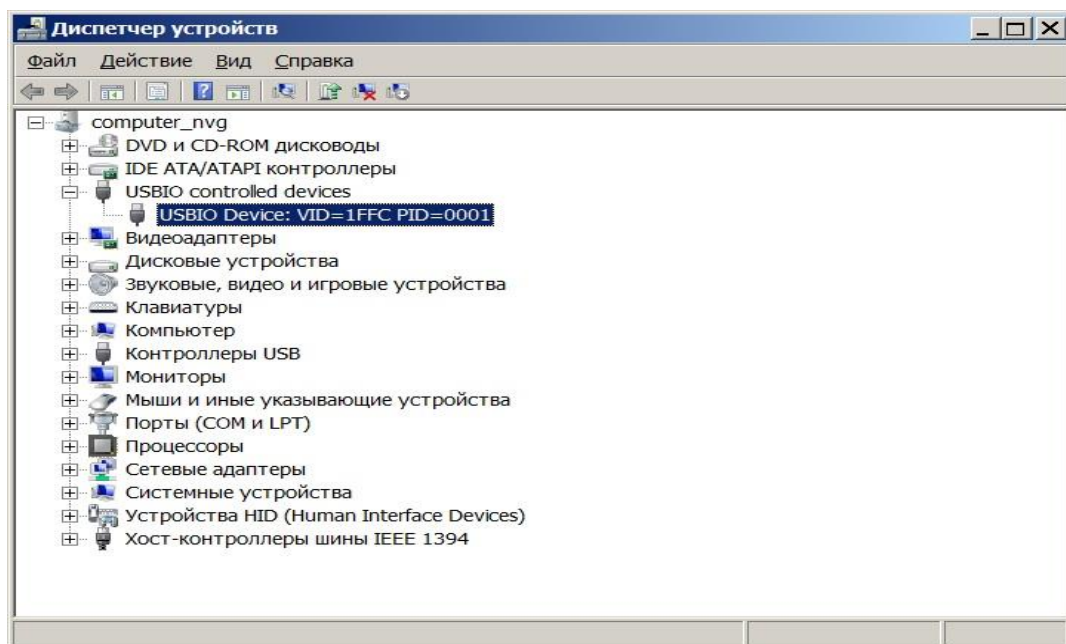 Диспетчер устройств
Файл Действие Вид Справка
computer_nvg
DVD и CD-ROM дисководы
IDE ATA/ATAPI контроллеры
USBIO controlled devices
USBIO Device: VID=1FFC PID=0001
Видеоадаптеры
Дисковые устройства
Звуковые, видео и игровые устройства
Клавиатуры
Компьютер
Контроллеры USB
Мониторы
Мыши и иные указывающие устройства
Порты (COM и LPT)
Процессоры
Сетевые адаптеры
Системные устройства
Устройства HID (Human Interface Devices)
Хост-контроллеры шины IEEE 1394